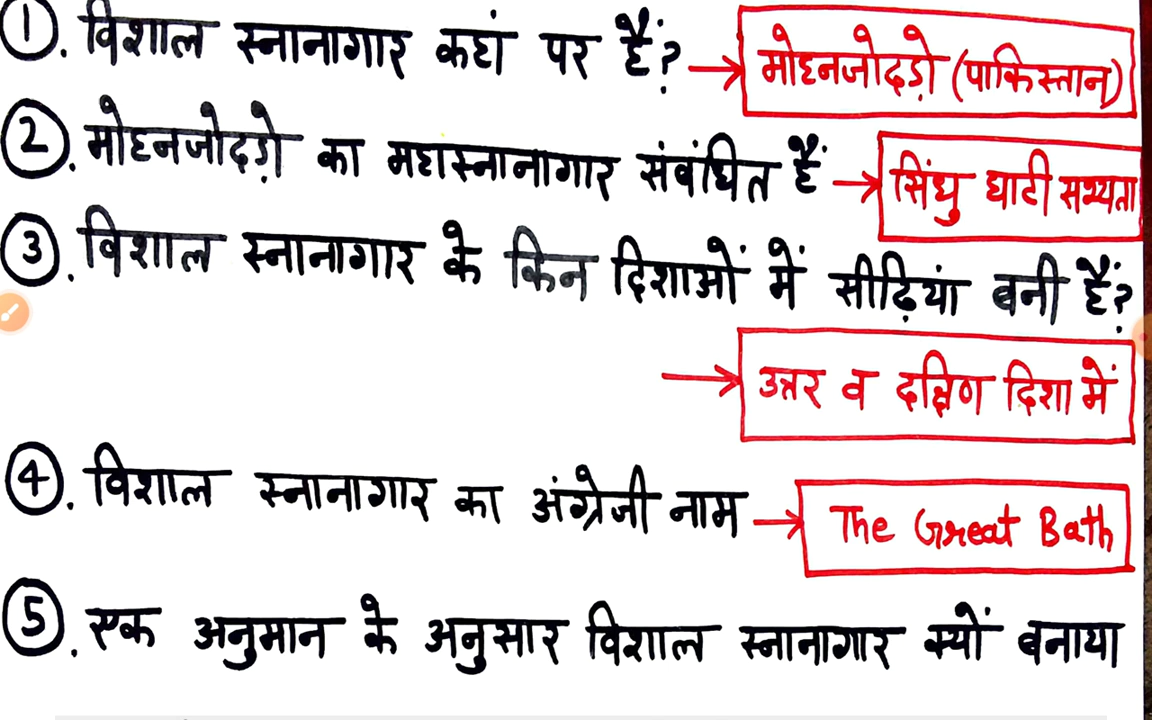 ①. विशाल स्नानागार कहां पर हैं? → मोहनजोदड़ो (पाकिस्तान)
②. मोहनजोदड़ो का महास्नानागार संबंधित हैं → सिंधु घाटी सभ्यता
③. विशाल स्नानागार के किन दिशाओं में सीढ़ियां बनी हैं?
→ उत्तर व दक्षिण दिशा में
④. विशाल स्नानागार का अंग्रेजी नाम → The Great Bath
⑤. एक अनुमान के अनुसार विशाल स्नानागार क्यों बनाया